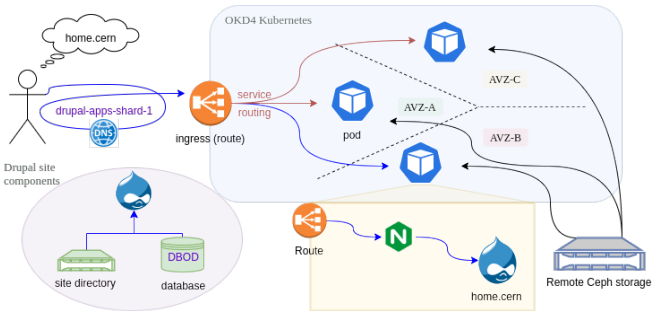 home.cern
OKD4 Kubernetes
AVZ-C
service
routing
drupal-apps-shard-1
AVZ-A
DNS
ingress (route)
pod
AVZ-B
Drupal site
components
Route
N
DBOD
site directory
database
home.cern
Remote Ceph storage